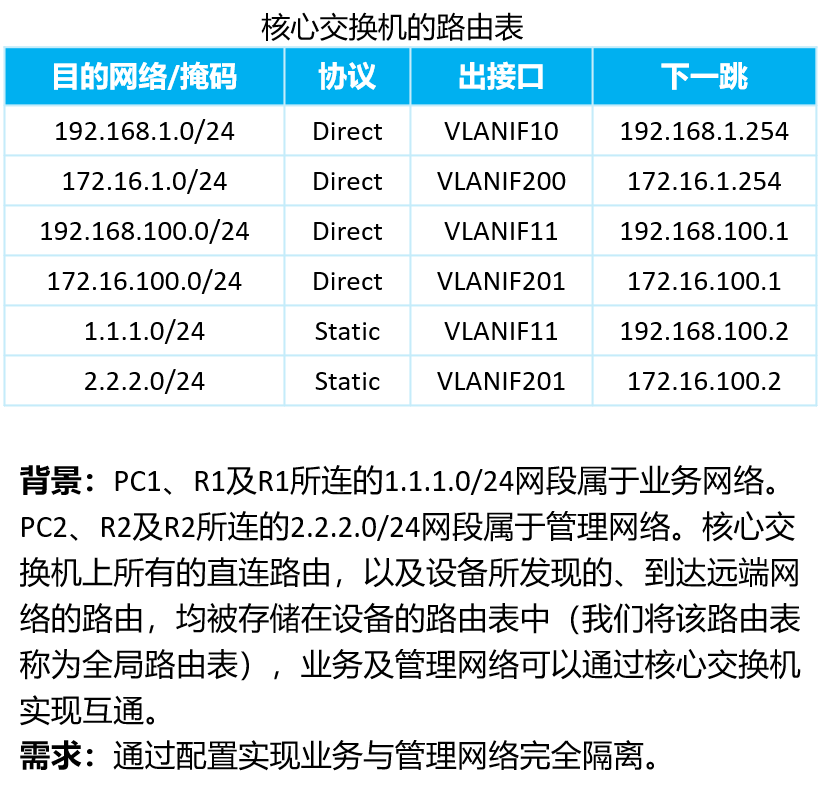 核心交换机的路由表
目的网络/掩码 协议 出接口 下一跳
192.168.1.0/24 Direct VLANIF10 192.168.1.254
172.16.1.0/24 Direct VLANIF200 172.16.1.254
192.168.100.0/24 Direct VLANIF11 192.168.100.1
172.16.100.0/24 Direct VLANIF201 172.16.100.1
1.1.1.0/24 Static VLANIF11 192.168.100.2
2.2.2.0/24 Static VLANIF201 172.16.100.2
背景：PC1、R1及R1所连的1.1.1.0/24网段属于业务网络。
PC2、R2及R2所连的2.2.2.0/24网段属于管理网络。核心交
换机上所有的直连路由，以及设备所发现的、到达远端网
络的路由，均被存储在设备的路由表中（我们将该路由表
称为全局路由表），业务及管理网络可以通过核心交换机
实现互通。
需求：通过配置实现业务与管理网络完全隔离。